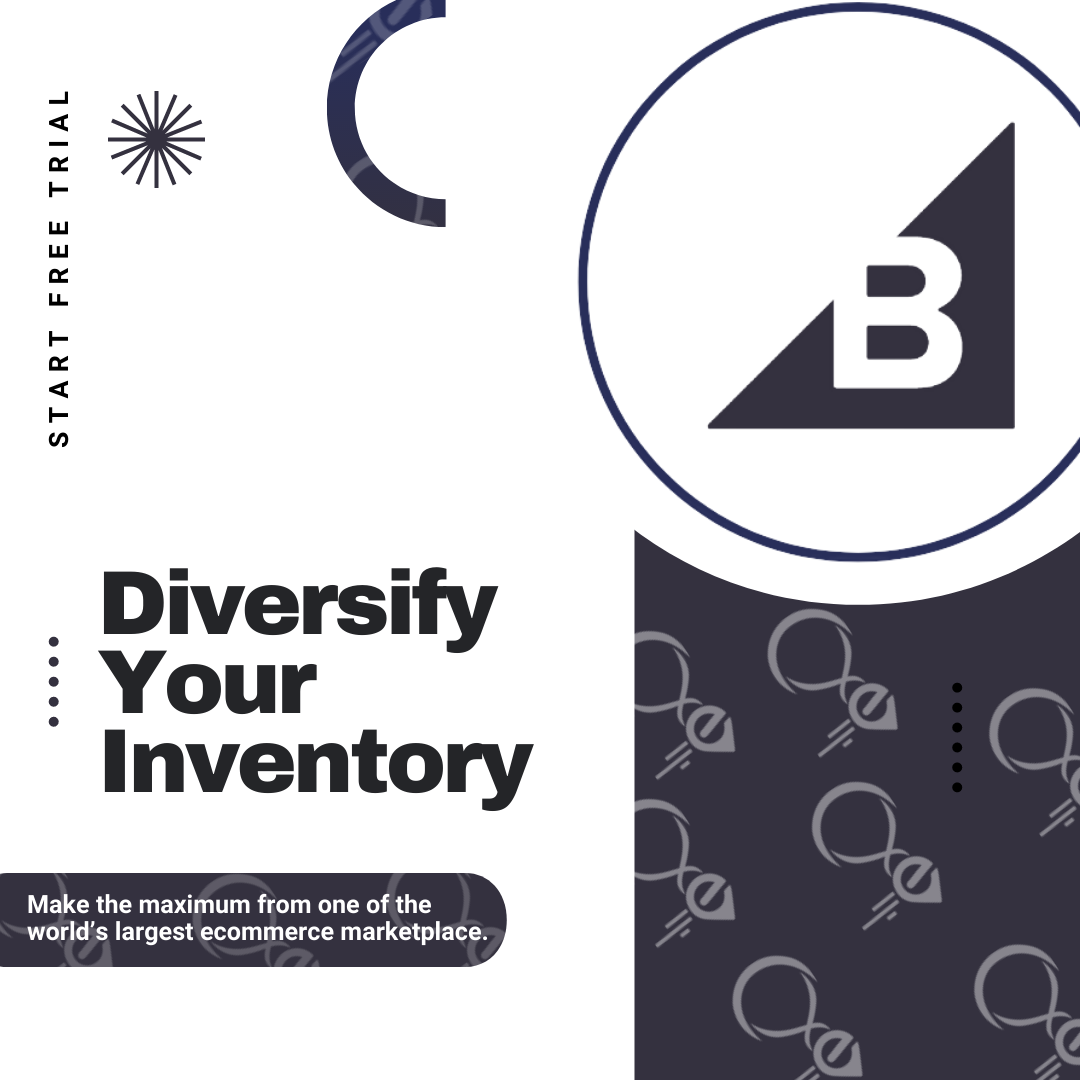 START FREE TRIAL
B
Diversify
Your
Inventory
Make the maximum from one of the
world’s largest ecommerce marketplace.